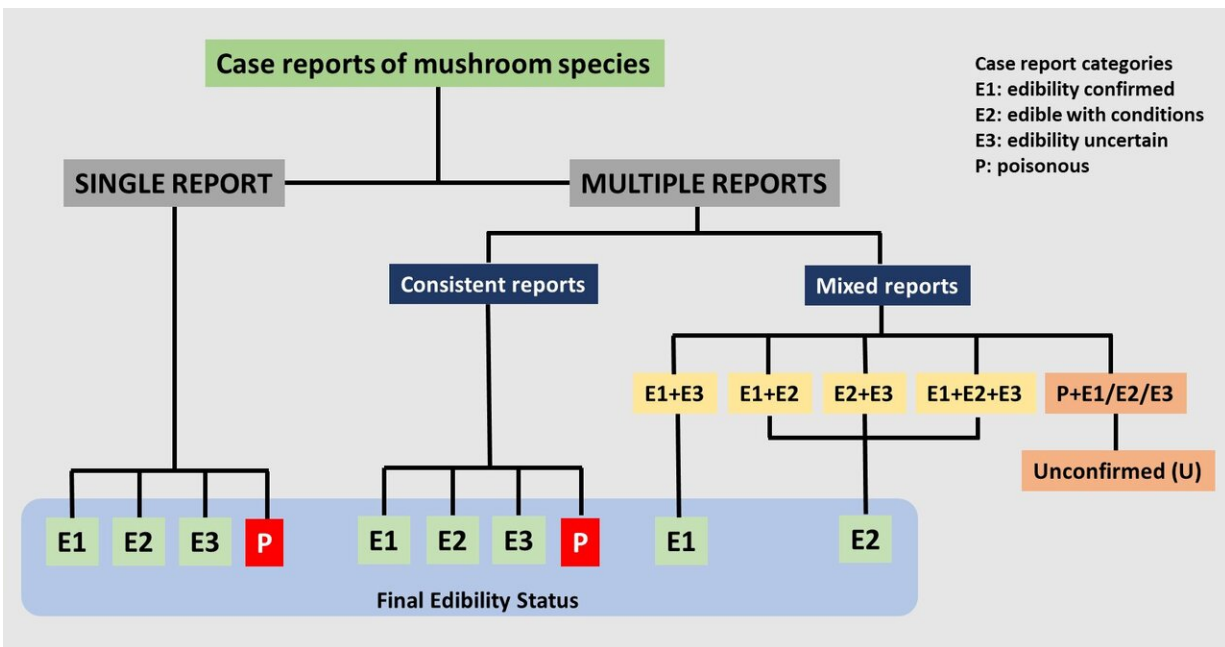 Case reports of mushroom species
Case report categories
E1: edibility confirmed
E2: edible with conditions
E3: edibility uncertain
P: poisonous
SINGLE REPORT
MULTIPLE REPORTS
Consistent reports
Mixed reports
E1+E3
E1+E2
E2+E3
E1+E2+E3
P+E1/E2/E3
Unconfirmed (U)
E1
E2
E3
P
E1
E2
E3
P
E1
E2
Final Edibility Status